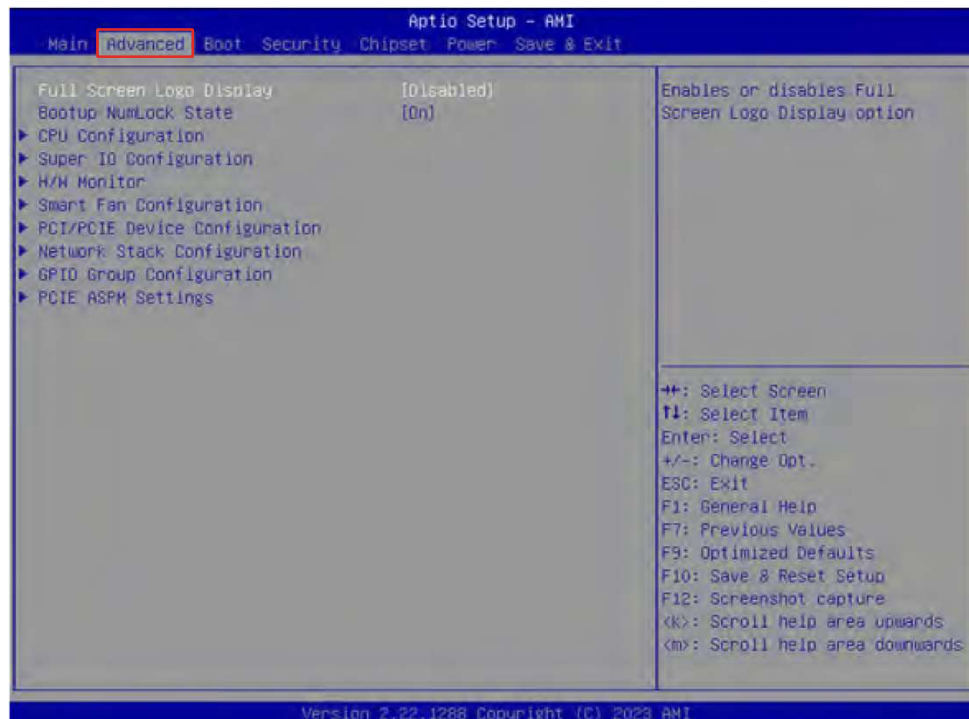 Aptio Setup - AMI
Main Advanced Boot Security Chipset Power Save & Exit
Full Screen Logo Display [Disabled]
Bootup NumLock State [On]
▶ CPU Configuration
▶ Super IO Configuration
▶ H/W Monitor
▶ Smart Fan Configuration
▶ PCI/PCIE Device Configuration
▶ Network Stack Configuration
▶ GPIO Group Configuration
▶ PCIE ASPM Settings
Enables or disables Full
Screen Logo Display option
→←: Select Screen
↑↓: Select Item
Enter: Select
+/-: Change Opt.
ESC: Exit
F1: General Help
F7: Previous Values
F9: Optimized Defaults
F10: Save & Reset Setup
F12: Screenshot capture
<k>: Scroll help area upwards
<m>: Scroll help area downwards
Version 2.22.1288 Copyright (C) 2023 AMI